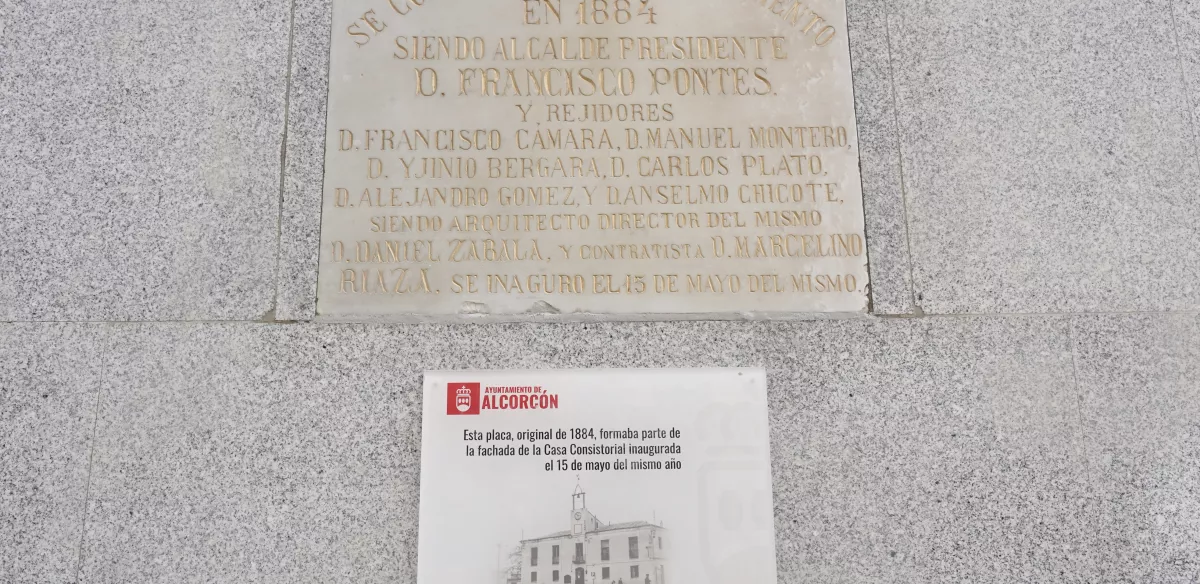 SE
EN 1884
SIENDO ALCALDE PRESIDENTE
D. FRANCISCO PONTES.
Y REJIDORES
D. FRANCISCO CÁMARA, D. MANUEL MONTERO,
D. YJINIO BERGARA, D. CARLOS PLATO,
D. ALEJANDRO GOMEZ, Y D. ANSELMO CHICOTE,
SIENDO ARQUITECTO DIRECTOR DEL MISMO
D. DANIEL ZABALA, Y CONTRATISTA D. MARCELINO
RIAZA. SE INAGURO EL 15 DE MAYO DEL MISMO.
AYUNTAMIENTO DE
ALCORCÓN
Esta placa, original de 1884, formaba parte de
la fachada de la Casa Consistorial inaugurada
el 15 de mayo del mismo año